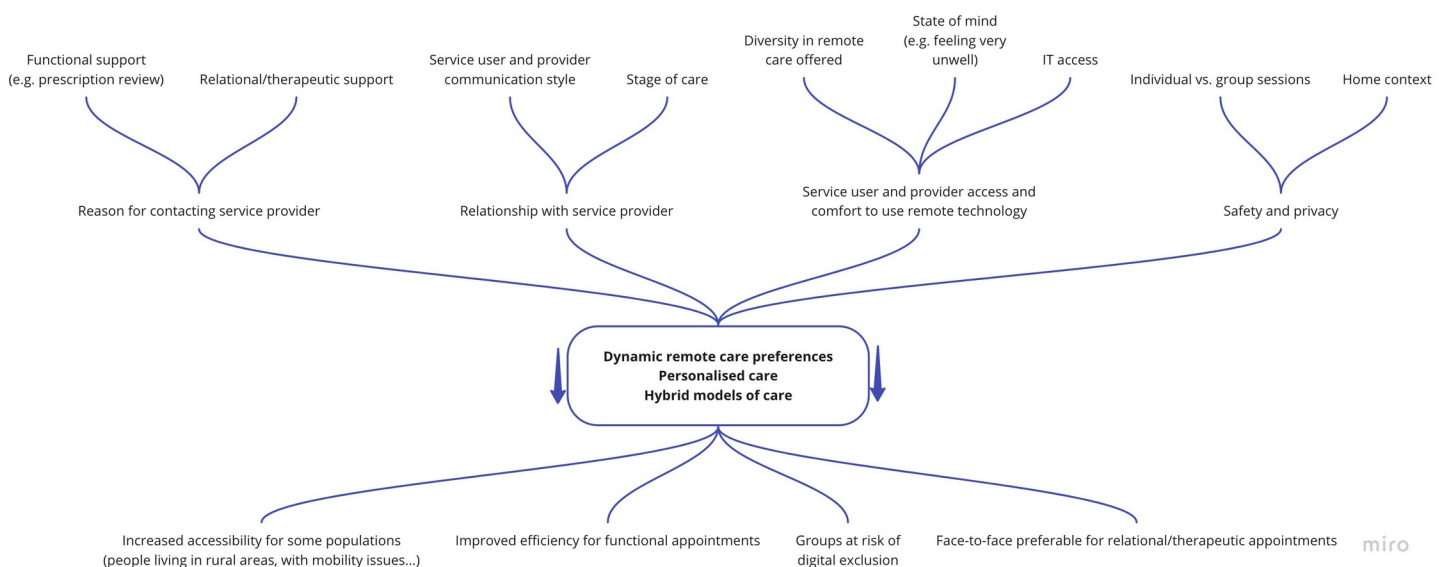 Functional support
(e.g. prescription review)
Relational/therapeutic support
Service user and provider
communication style
Stage of care
Diversity in remote
care offered
State of mind
(e.g. feeling very
unwell)
IT access
Individual vs. group sessions
Home context
Reason for contacting service provider
Relationship with service provider
Service user and provider access and
comfort to use remote technology
Safety and privacy
Dynamic remote care preferences
Personalised care
Hybrid models of care
Increased accessibility for some populations
(people living in rural areas, with mobility issues...)
Improved efficiency for functional appointments
Groups at risk of
digital exclusion
Face-to-face preferable for relational/therapeutic appointments
miro